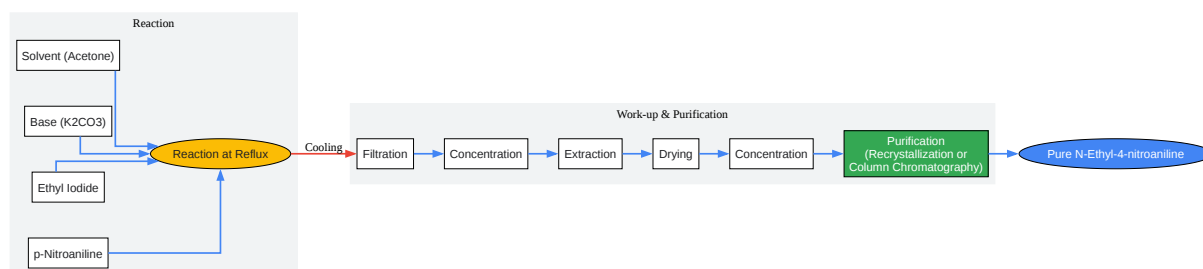 Reaction
Solvent (Acetone)
Base (K2CO3)
Ethyl Iodide
p-Nitroaniline
Reaction at Reflux
Cooling
Work-up & Purification
Filtration
Concentration
Extraction
Drying
Concentration
Purification
(Recrystallization or
Column Chromatography)
Pure N-Ethyl-4-nitroaniline